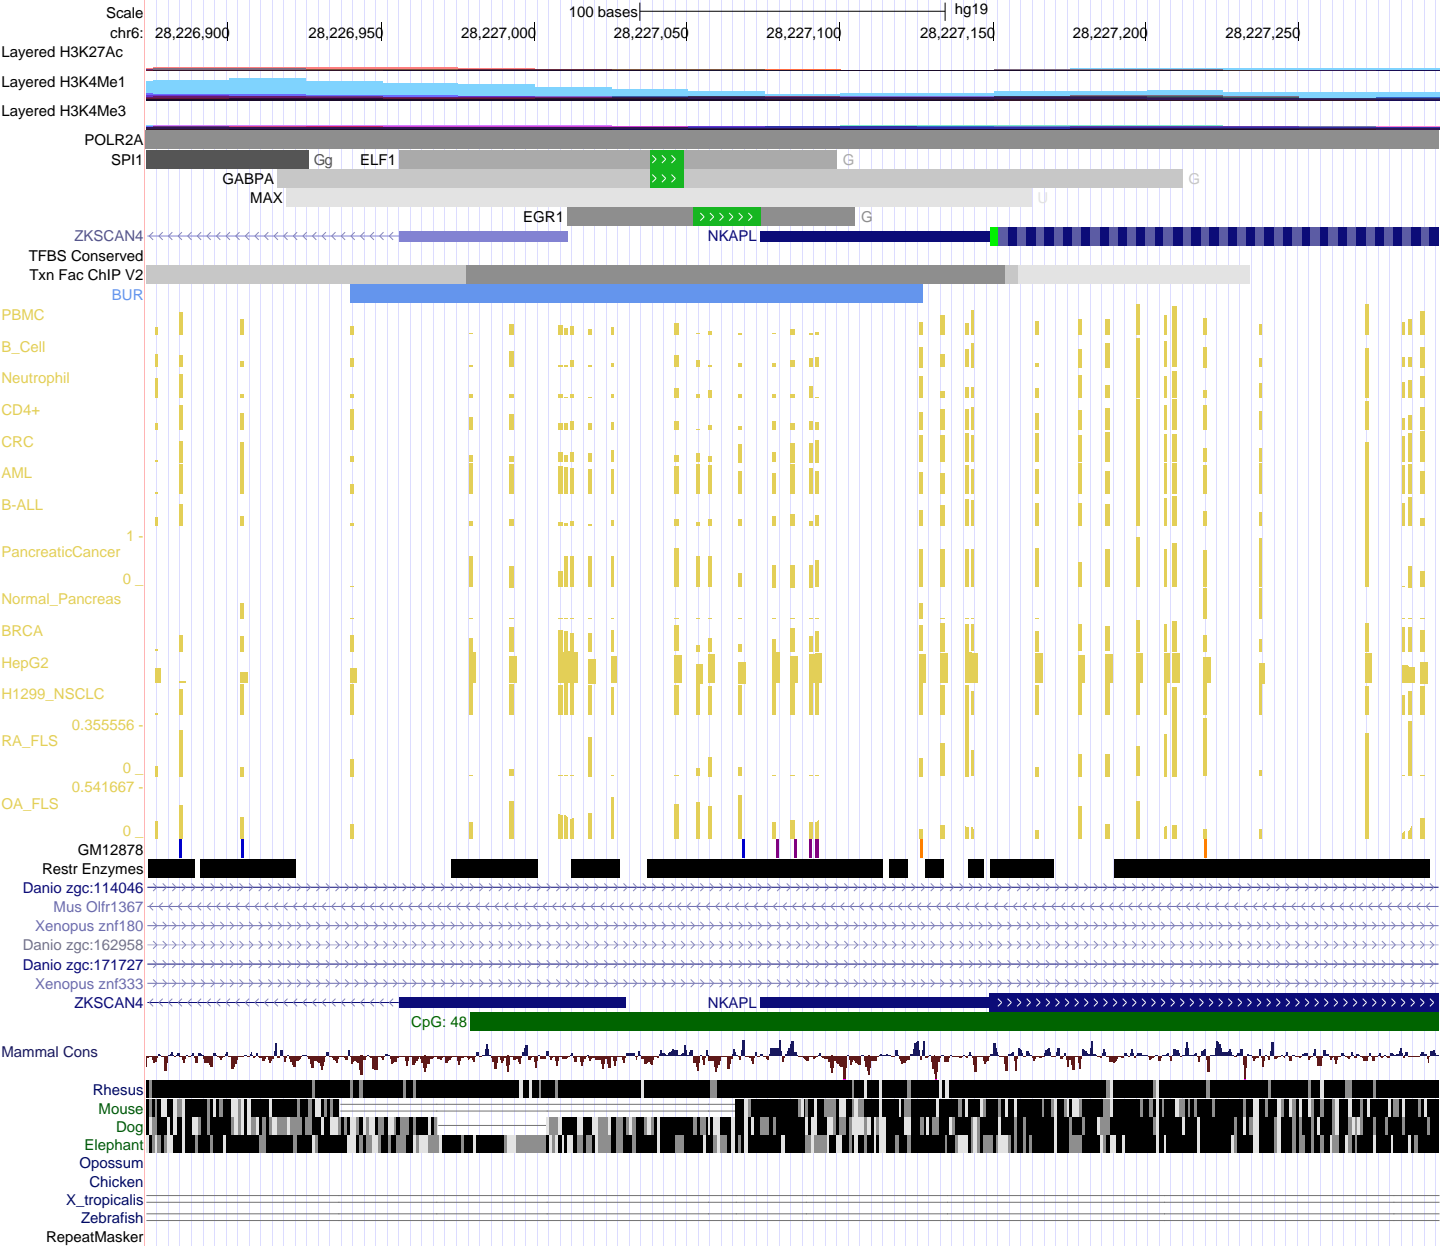 Scale 100 bases hg19
chr6: 28,226,900 28,226,950 28,227,000 28,227,050 28,227,100 28,227,150 28,227,200 28,227,250
Layered H3K27Ac
Layered H3K4Me1
Layered H3K4Me3
POLR2A
SPI1 Gg ELF1 G
GABPA G
MAX U
EGR1 G
ZKSCAN4 NKAPL
TFBS Conserved
Txn Fac ChIP V2
BUR
PBMC
B_Cell
Neutrophil
CD4+
CRC
AML
B-ALL
1 -
PancreaticCancer
0 _
Normal_Pancreas
BRCA
HepG2
H1299_NSCLC
0.355556 -
RA_FLS
0 _
0.541667 -
OA_FLS
0 _
GM12878
Restr Enzymes
Danio zgc:114046
Mus Olfr1367
Xenopus znf180
Danio zgc:162958
Danio zgc:171727
Xenopus znf333
ZKSCAN4 NKAPL
CpG: 48
Mammal Cons
Rhesus
Mouse
Dog
Elephant
Opossum
Chicken
X_tropicalis
Zebrafish
RepeatMasker